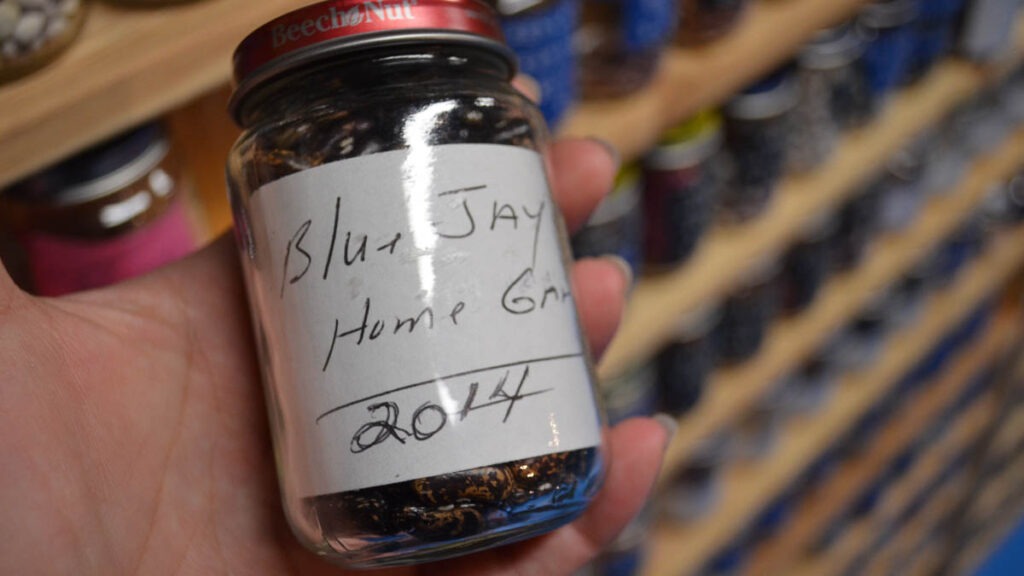 Beech-Nut
Blue JAY
Home GAr
2014